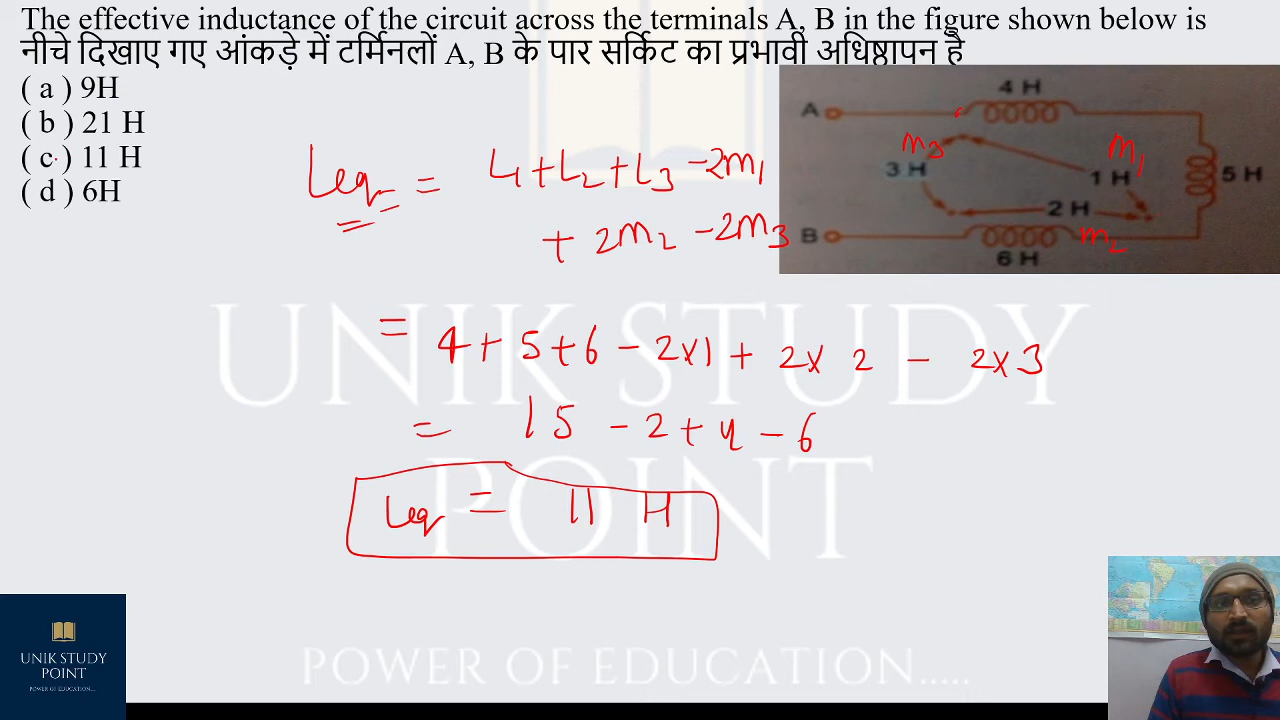 The effective inductance of the circuit across the terminals A, B in the figure shown below is
नीचे दिखाए गए आंकड़े में टर्मिनलों A, B के पार सर्किट का प्रभावी अधिष्ठापन है
( a ) 9H
( b ) 21 H
( c ) 11 H
( d ) 6H
4 H
A
m3
m1
3 H
1 H
5 H
2 H
B
m2
6 H
Leq = L1+L2+L3 -2m1
+ 2m2 -2m3
= 4+ 5+6 - 2x1 + 2x 2 - 2x3
= 15 - 2 + 4 - 6
Leq = 11 H
UNIK STUDY
POINT
POWER OF EDUCATION.....
UNIK STUDY
POINT
POWER OF EDUCATION....